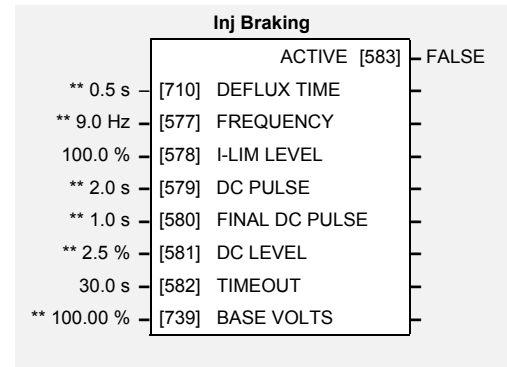 Inj Braking
ACTIVE [583] FALSE
** 0.5 s [710] DEFLUX TIME
** 9.0 Hz [577] FREQUENCY
100.0 % [578] I-LIM LEVEL
** 2.0 s [579] DC PULSE
** 1.0 s [580] FINAL DC PULSE
** 2.5 % [581] DC LEVEL
30.0 s [582] TIMEOUT
** 100.00 % [739] BASE VOLTS